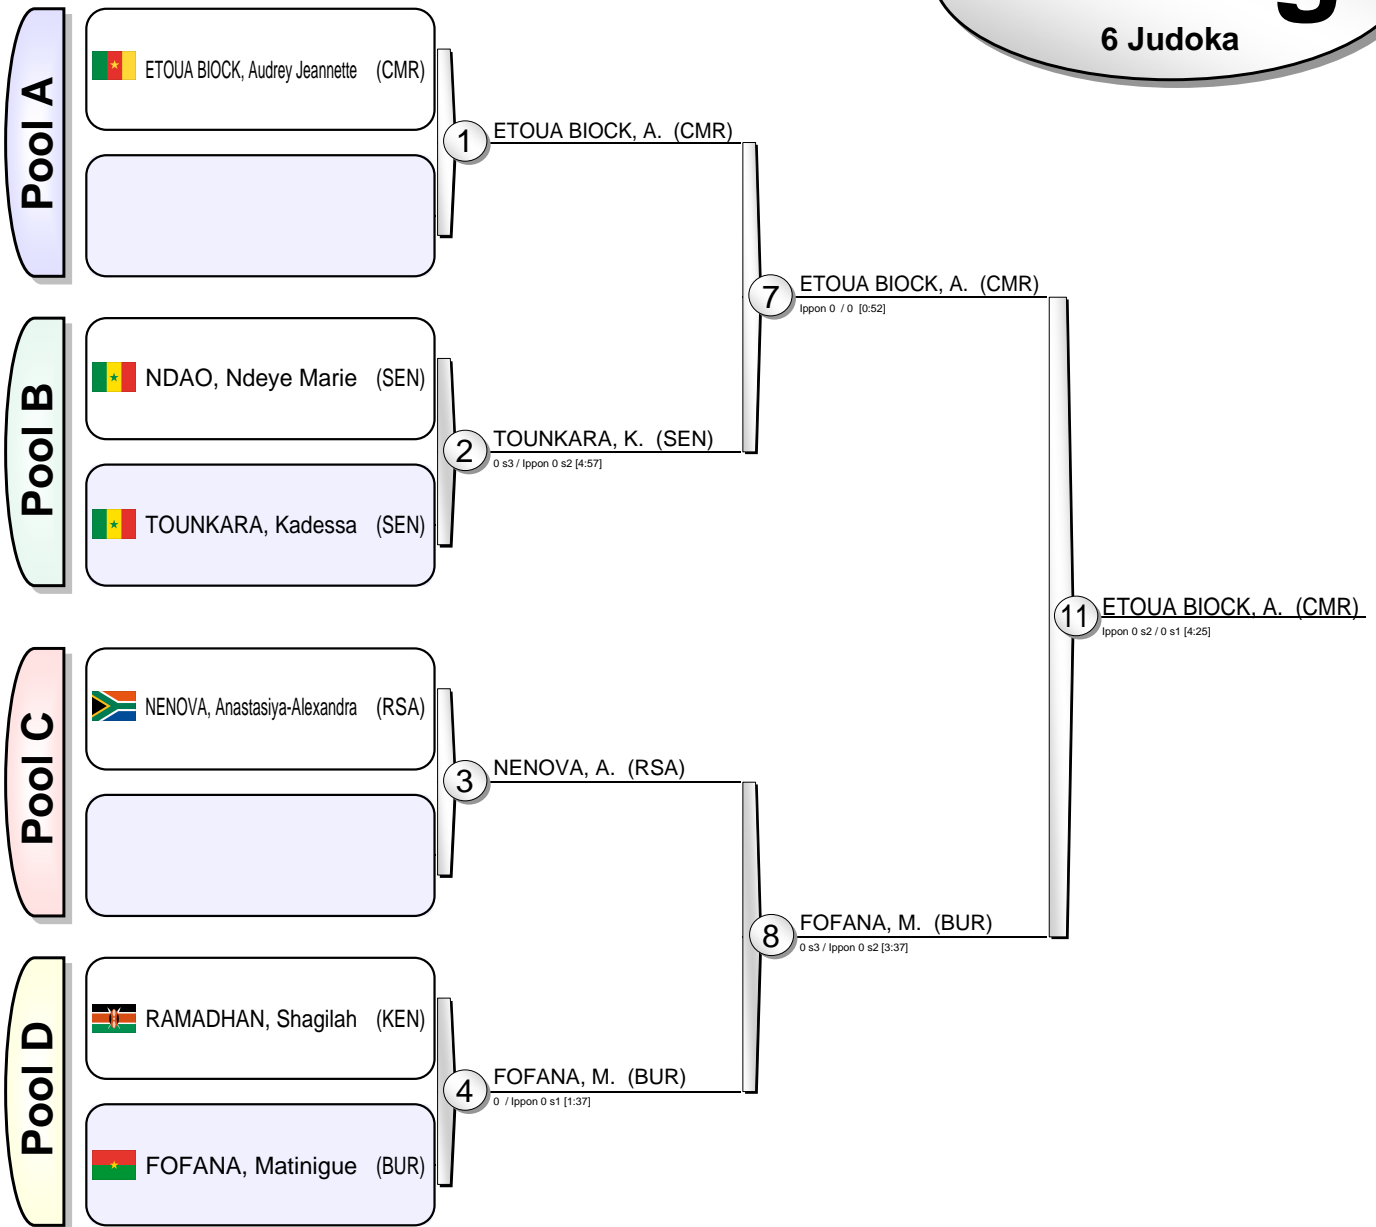 6 Judoka
Pool A
ETOUA BIOCK, Audrey Jeannette (CMR)
1 ETOUA BIOCK, A. (CMR)
7 ETOUA BIOCK, A. (CMR)
Ippon 0 / 0 [0:52]
Pool B
NDAO, Ndeye Marie (SEN)
2 TOUNKARA, K. (SEN)
0 s3 / Ippon 0 s2 [4:57]
TOUNKARA, Kadessa (SEN)
11 ETOUA BIOCK, A. (CMR)
Ippon 0 s2 / 0 s1 [4:25]
Pool C
NENOVA, Anastasiya-Alexandra (RSA)
3 NENOVA, A. (RSA)
8 FOFANA, M. (BUR)
0 s3 / Ippon 0 s2 [3:37]
Pool D
RAMADHAN, Shagilah (KEN)
4 FOFANA, M. (BUR)
0 / Ippon 0 s1 [1:37]
FOFANA, Matinigue (BUR)